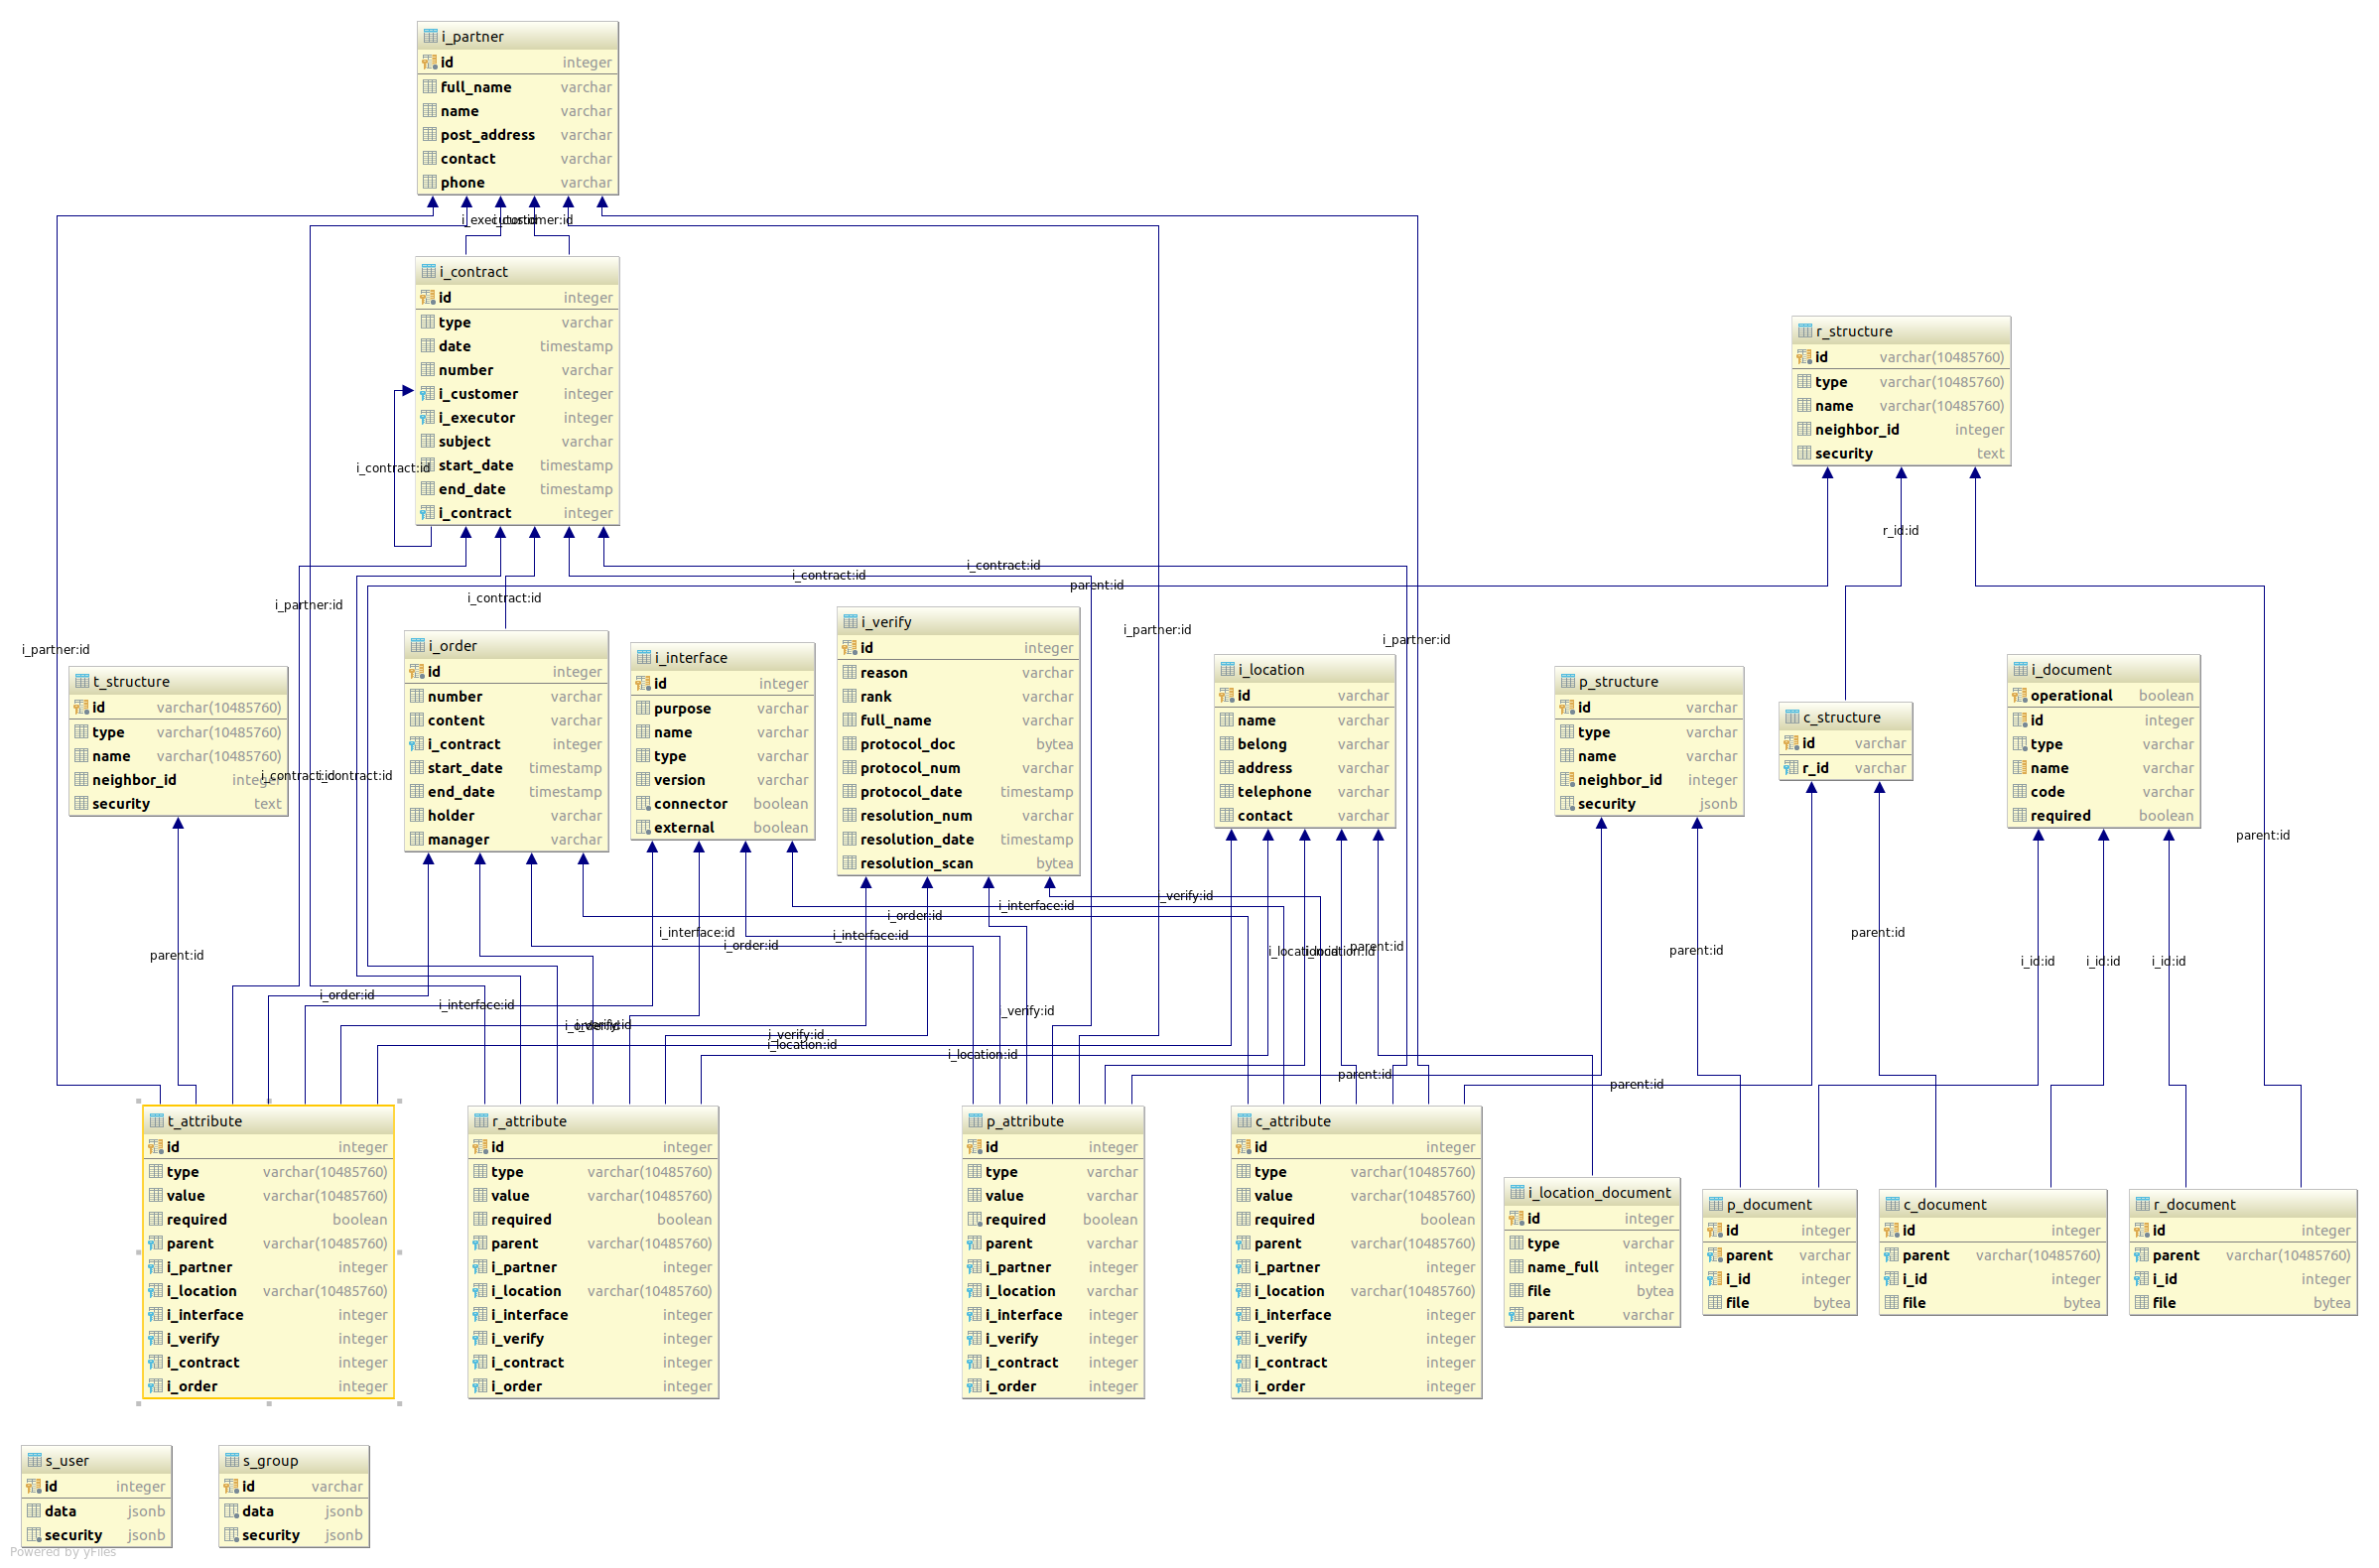 i_partner
id integer
full_name varchar
name varchar
post_address varchar
contact varchar
phone varchar
i_executor:id
i_customer:id
i_contract
id integer
type varchar
date timestamp
number varchar
i_customer integer
i_executor integer
subject varchar
start_date timestamp
end_date timestamp
i_contract integer
i_contract:id
r_structure
id varchar(10485760)
type varchar(10485760)
name varchar(10485760)
neighbor_id integer
security text
r_id:id
i_contract:id
i_contract:id
parent:id
i_contract:id
i_partner:id
i_partner:id
i_partner:id
i_partner:id
t_structure
id varchar(10485760)
type varchar(10485760)
name varchar(10485760)
neighbor_id integer
security text
i_contract:id
i_contract:id
i_order
id integer
number varchar
content varchar
i_contract integer
start_date timestamp
end_date timestamp
holder varchar
manager varchar
i_interface
id integer
purpose varchar
name varchar
type varchar
version varchar
connector boolean
external boolean
i_verify
id integer
reason varchar
rank varchar
full_name varchar
protocol_doc bytea
protocol_num varchar
protocol_date timestamp
resolution_num varchar
resolution_date timestamp
resolution_scan bytea
i_location
id varchar
name varchar
belong varchar
address varchar
telephone varchar
contact varchar
p_structure
id varchar
type varchar
name varchar
neighbor_id integer
security jsonb
c_structure
id varchar
r_id varchar
i_document
operational boolean
id integer
type varchar
name varchar
code varchar
required boolean
parent:id
i_verify:id
i_interface:id
i_order:id
i_interface:id
i_interface:id
i_order:id
i_location:id
i_location:id
parent:id
parent:id
parent:id
parent:id
i_id:id
i_id:id
i_id:id
i_order:id
i_interface:id
i_verify:id
i_order:id
i_verify:id
i_verify:id
i_location:id
i_location:id
parent:id
parent:id
t_attribute
id integer
type varchar(10485760)
value varchar(10485760)
required boolean
parent varchar(10485760)
i_partner integer
i_location varchar(10485760)
i_interface integer
i_verify integer
i_contract integer
i_order integer
r_attribute
id integer
type varchar(10485760)
value varchar(10485760)
required boolean
parent varchar(10485760)
i_partner integer
i_location varchar(10485760)
i_interface integer
i_verify integer
i_contract integer
i_order integer
p_attribute
id integer
type varchar
value varchar
required boolean
parent varchar
i_partner integer
i_location varchar
i_interface integer
i_verify integer
i_contract integer
i_order integer
c_attribute
id integer
type varchar(10485760)
value varchar(10485760)
required boolean
parent varchar(10485760)
i_partner integer
i_location varchar(10485760)
i_interface integer
i_verify integer
i_contract integer
i_order integer
i_location_document
id integer
type varchar
name_full integer
file bytea
parent varchar
p_document
id integer
parent varchar
i_id integer
file bytea
c_document
id integer
parent varchar(10485760)
i_id integer
file bytea
r_document
id integer
parent varchar(10485760)
i_id integer
file bytea
s_user
id integer
data jsonb
security jsonb
s_group
id varchar
data jsonb
security jsonb
Powered by yFiles